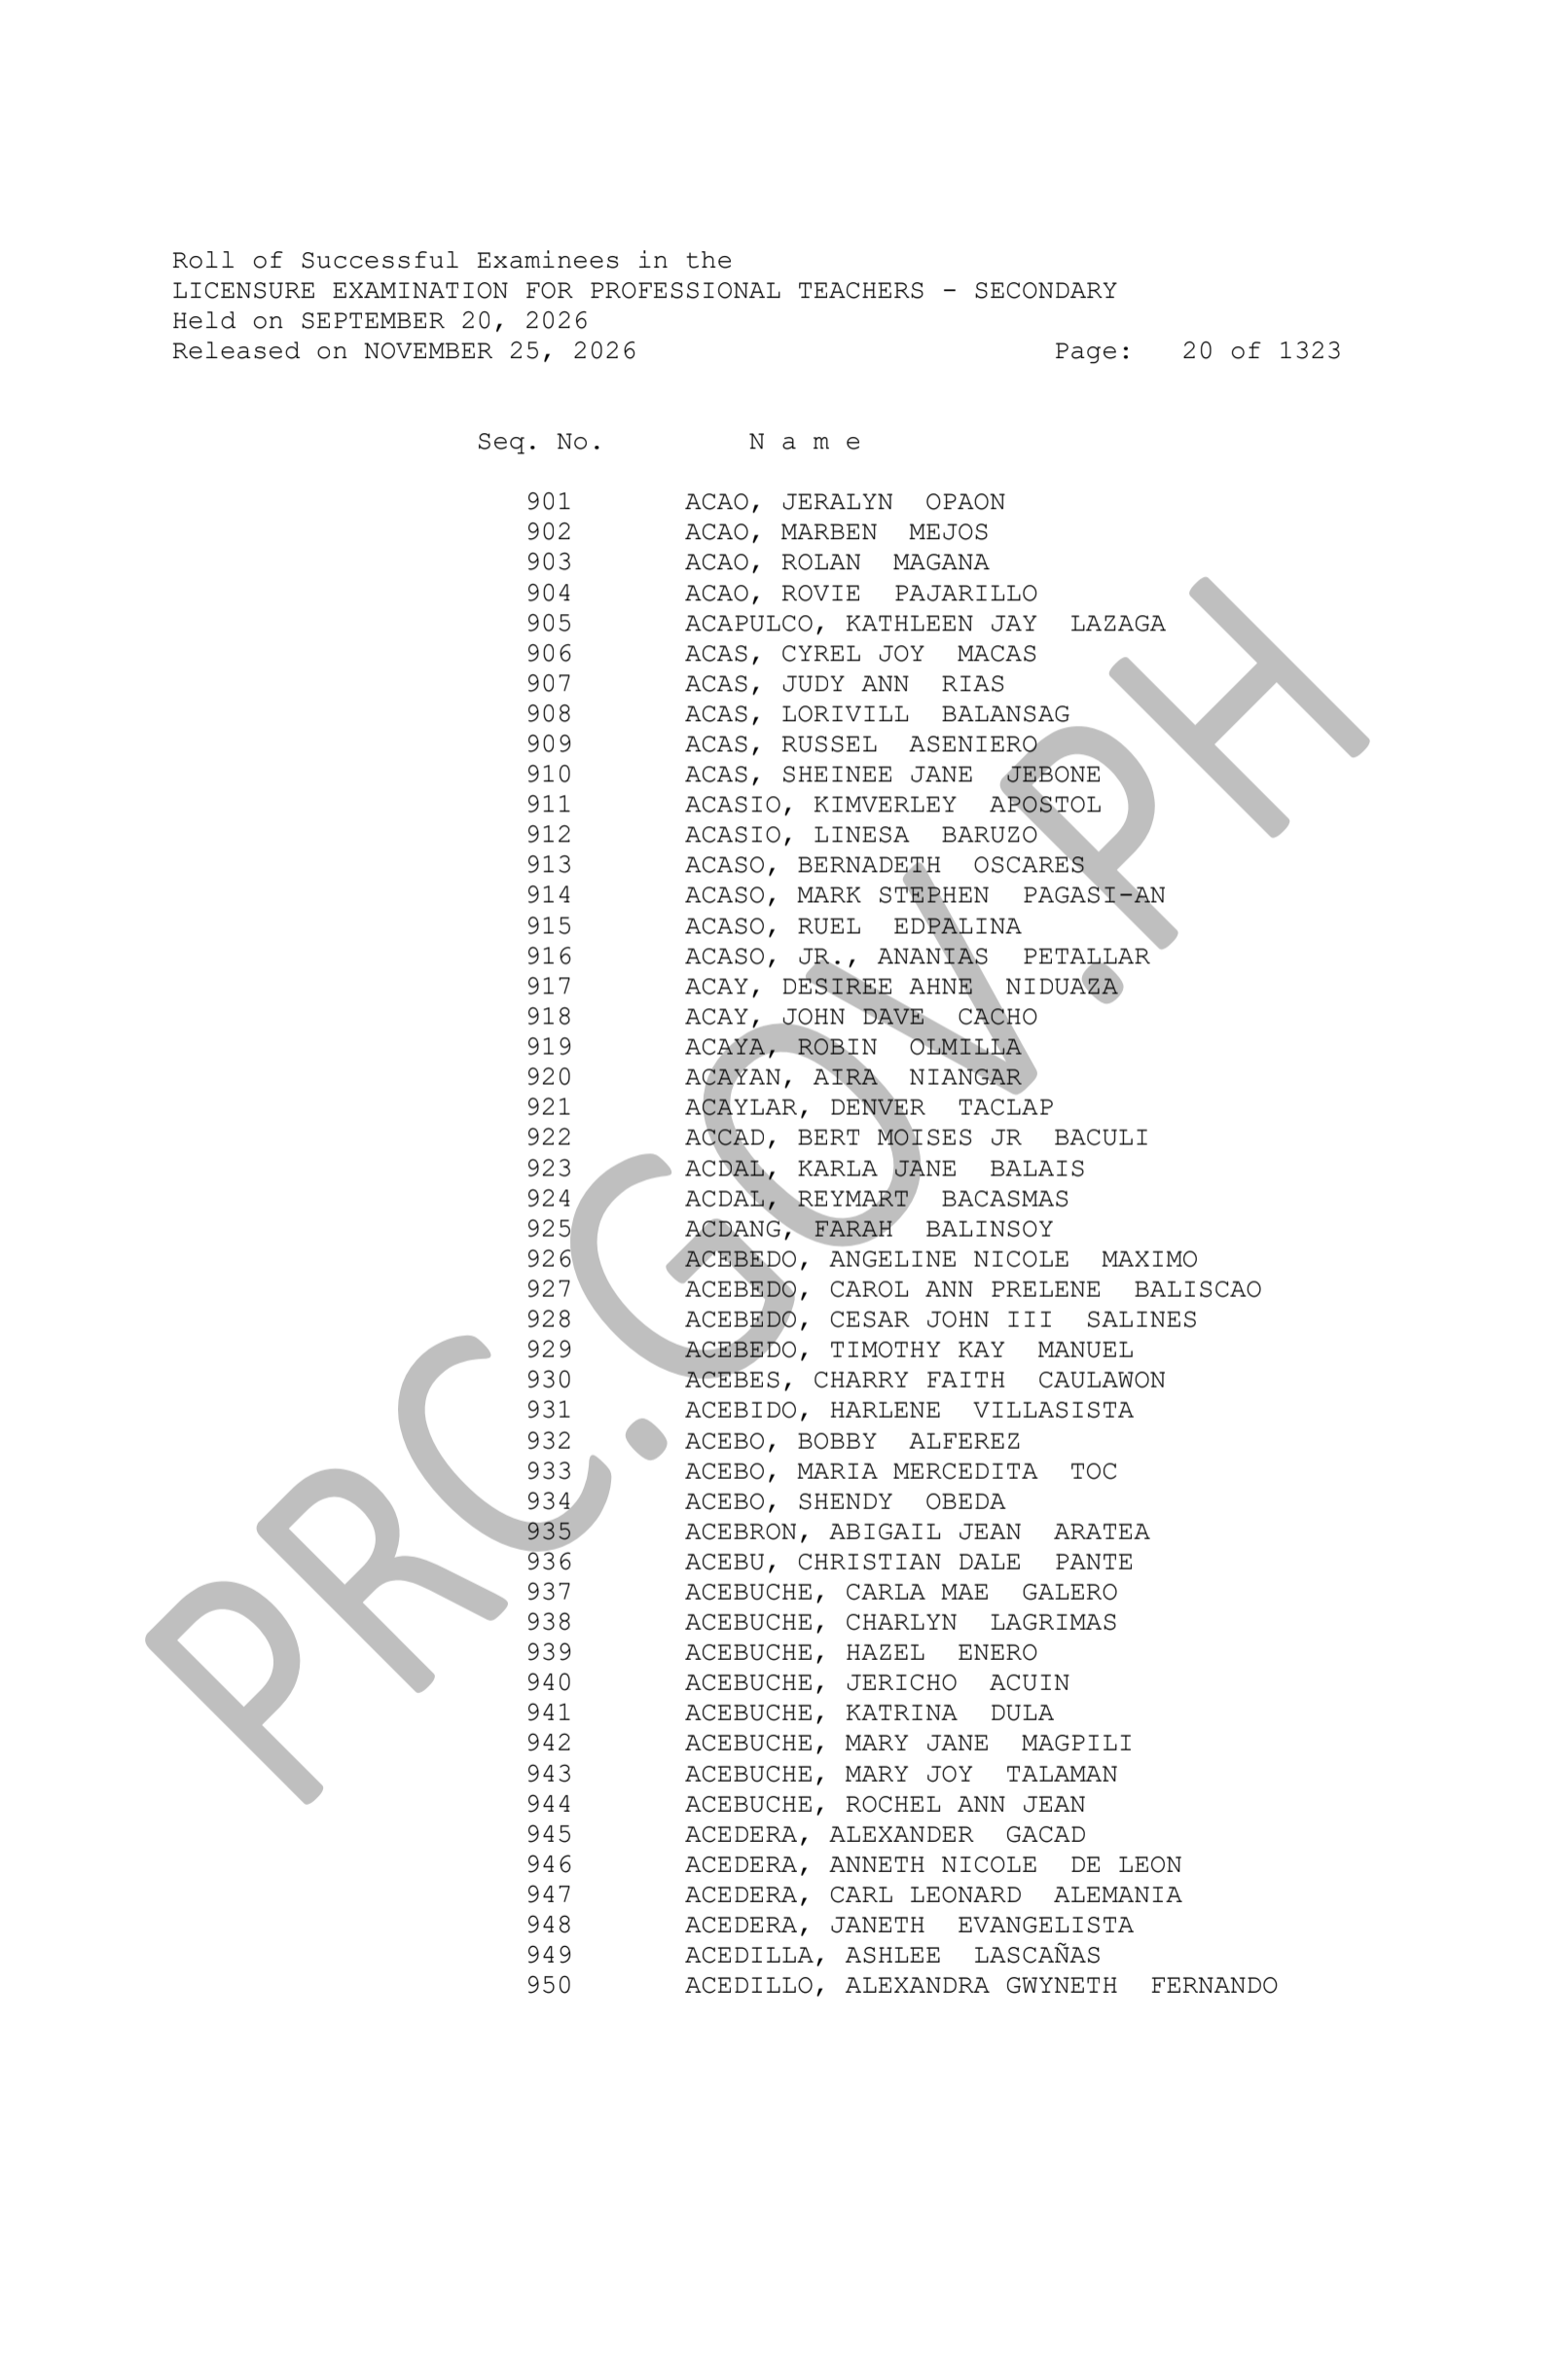 Roll of Successful Examinees in the
LICENSURE EXAMINATION FOR PROFESSIONAL TEACHERS - SECONDARY
Held on SEPTEMBER 20, 2026
Released on NOVEMBER 25, 2026 Page: 20 of 1323
Seq. No. N a m e
901 ACAO, JERALYN OPAON
902 ACAO, MARBEN MEJOS
903 ACAO, ROLAN MAGANA
904 ACAO, ROVIE PAJARILLO
905 ACAPULCO, KATHLEEN JAY LAZAGA
906 ACAS, CYREL JOY MACAS
907 ACAS, JUDY ANN RIAS
908 ACAS, LORIVILL BALANSAG
909 ACAS, RUSSEL ASENIERO
910 ACAS, SHEINEE JANE JEBONE
911 ACASIO, KIMVERLEY APOSTOL
912 ACASIO, LINESA BARUZO
913 ACASO, BERNADETH OSCARES
914 ACASO, MARK STEPHEN PAGASI-AN
915 ACASO, RUEL EDPALINA
916 ACASO, JR., ANANIAS PETALLAR
917 ACAY, DESIREE AHNE NIDUAZA
918 ACAY, JOHN DAVE CACHO
919 ACAYA, ROBIN OLMILLA
920 ACAYAN, AIRA NIANGAR
921 ACAYLAR, DENVER TACLAP
922 ACCAD, BERT MOISES JR BACULI
923 ACDAL, KARLA JANE BALAIS
924 ACDAL, REYMART BACASMAS
925 ACDANG, FARAH BALINSOY
926 ACEBEDO, ANGELINE NICOLE MAXIMO
927 ACEBEDO, CAROL ANN PRELENE BALISCAO
928 ACEBEDO, CESAR JOHN III SALINES
929 ACEBEDO, TIMOTHY KAY MANUEL
930 ACEBES, CHARRY FAITH CAULAWON
931 ACEBIDO, HARLENE VILLASISTA
932 ACEBO, BOBBY ALFEREZ
933 ACEBO, MARIA MERCEDITA TOC
934 ACEBO, SHENDY OBEDA
935 ACEBRON, ABIGAIL JEAN ARATEA
936 ACEBU, CHRISTIAN DALE PANTE
937 ACEBUCHE, CARLA MAE GALERO
938 ACEBUCHE, CHARLYN LAGRIMAS
939 ACEBUCHE, HAZEL ENERO
940 ACEBUCHE, JERICHO ACUIN
941 ACEBUCHE, KATRINA DULA
942 ACEBUCHE, MARY JANE MAGPILI
943 ACEBUCHE, MARY JOY TALAMAN
944 ACEBUCHE, ROCHEL ANN JEAN
945 ACEDERA, ALEXANDER GACAD
946 ACEDERA, ANNETH NICOLE DE LEON
947 ACEDERA, CARL LEONARD ALEMANIA
948 ACEDERA, JANETH EVANGELISTA
949 ACEDILLA, ASHLEE LASCAÑAS
950 ACEDILLO, ALEXANDRA GWYNETH FERNANDO
PRC.GOV.PH